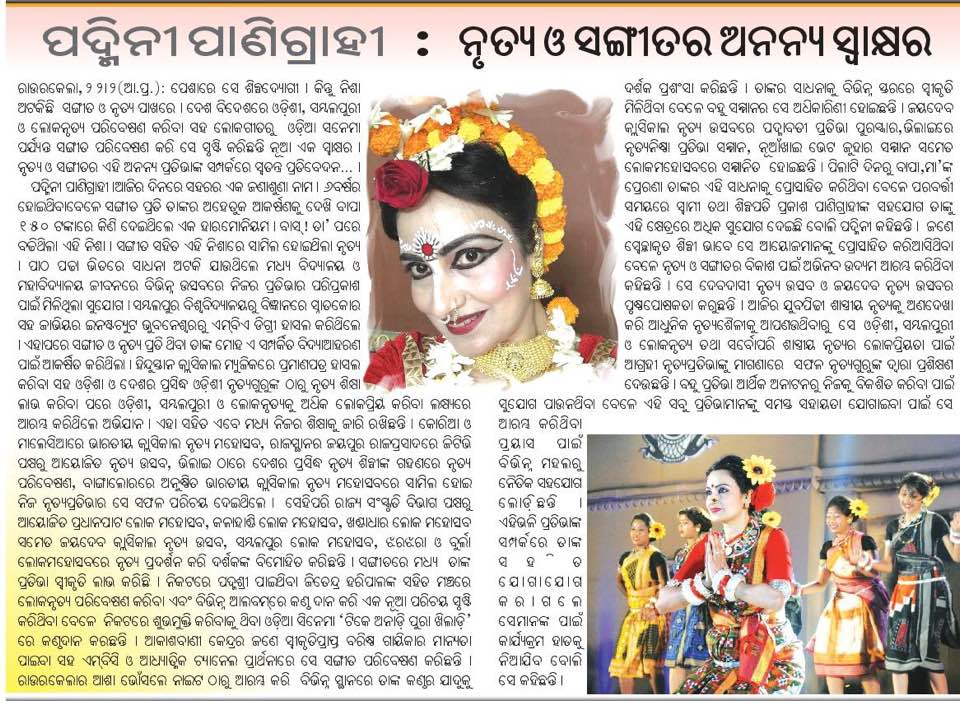 ପଦ୍ମିନୀ ପାଣିଗ୍ରାହୀ : ନୃତ୍ୟ ଓ ସଙ୍ଗୀତର ଅନନ୍ୟ ସ୍ୱାକ୍ଷର
ରାଉରକେଲା, ୨୨ା୨(ଆ.ପ୍ର.): ପେଶାରେ ସେ ଶିଳ୍ପଦ୍ୟୋଗୀ । କିନ୍ତୁ ନିଶା
ଅଟକିଛି ସଙ୍ଗୀତ ଓ ନୃତ୍ୟ ପାଖରେ । ଦେଶ ବିଦେଶରେ ଓଡ଼ିଶୀ, ସମ୍ବଲପୁରୀ
ଓ ଲୋକନୃତ୍ୟ ପରିବେଷଣ କରିବା ସହ ଲୋକଗୀତରୁ ଓଡ଼ିଆ ସନେମା
ପର୍ଯ୍ୟନ୍ତ ସଙ୍ଗୀତ ପରିବେଷଣ କରି ସେ ସୃଷ୍ଟି କରିଛନ୍ତି ନୂଆ ଏକ ସ୍ୱାକ୍ଷର ।
ନୃତ୍ୟ ଓ ସଙ୍ଗୀତର ଏହି ଅନନ୍ୟ ପ୍ରତିଭାଙ୍କ ସମ୍ପର୍କରେ ସ୍ୱତନ୍ତ୍ର ପ୍ରତିବେଦନ... ।
ପଦ୍ମିନୀ ପାଣିଗ୍ରାହୀ ।ଆଜିର ଦିନରେ ସହରର ଏକ ଜଣାଶୁଣା ନାମ । ୬ବର୍ଷର
ହୋଇଥିବାବେଳେ ସଙ୍ଗୀତ ପ୍ରତି ତାଙ୍କର ଅହେତୁକ ଆକର୍ଷଣକୁ ଦେଖି ବାପା
୧୫୦ ଟଙ୍କାରେ କିଣି ଦେଇଥିଲେ ଏକ ହାରମୋନିୟମ । ବାସ୍! ତା' ପରେ
ବଢିଥିଲା ଏହି ନିଶା । ସଙ୍ଗୀତ ସହିତ ଏହି ନିଶାରେ ସାମିଲ ହୋଇଥିଲା ନୃତ୍ୟ
। ପାଠ ପଢା ଭିତରେ ସାଧନା ଅଟକି ଯାଉଥିଲେ ମଧ୍ୟ ବିଦ୍ୟାଳୟ ଓ
ମହାବିଦ୍ୟାଳୟ ଜୀବନରେ ବିଭିନ୍ନ ଉତ୍ସବରେ ନିଜର ପ୍ରତିଭାର ପରିପ୍ରକାଶ
ପାଇଁ ମିଳିଥିଲା ସୁଯୋଗ । ସମ୍ବଲପୁର ବିଶ୍ୱବିଦ୍ୟାଳୟରୁ ବିଜ୍ଞାନରେ ସ୍ନାତକୋତ୍ତର
ସହ ଜାଭିୟର ଇନଷ୍ଟିଚ୍ୟୁଟ ଭୁବନେଶ୍ୱରରୁ ଏମ୍‌ବିଏ ଡିଗ୍ରୀ ହାସଲ କରିଥିଲେ
।ଏହାପରେ ସଙ୍ଗୀତ ଓ ନୃତ୍ୟ ପ୍ରତି ଥିବା ତାଙ୍କ ମୋହ ଏ ସମ୍ପର୍କିତ ବିଦ୍ୟାଆହରଣ
ପାଇଁ ଆକର୍ଷିତ କରିଥିଲା । ହିନ୍ଦୁସ୍ତାନ କ୍ଲାସିକାଲ ମ୍ୟୁଜିକରେ ପ୍ରମାଣପତ୍ର ହାସଲ
କରିବା ସହ ଓଡ଼ିଶା ଓ ଦେଶର ପ୍ରସିଦ୍ଧ ଓଡ଼ିଶୀ ନୃତ୍ୟଗୁରୁଙ୍କ ଠାରୁ ନୃତ୍ୟ ଶିକ୍ଷା
ଲାଭ କରିବା ପରେ ଓଡ଼ିଶୀ, ସମ୍ବଲପୁରୀ ଓ ଲୋକନୃତ୍ୟକୁ ଅଧିକ ଲୋକପ୍ରିୟ କରିବା ଲକ୍ଷ୍ୟରେ
ଆରମ୍ଭ କରିଥିଲେ ଅଭିଯାନ । ଏହା ସହିତ ଏବେ ମଧ୍ୟ ନିଜର ଶିକ୍ଷାକୁ ଜାରି ରଖିଛନ୍ତି । କୋରିଆ ଓ
ମାଲେସିଆରେ ଭାରତୀୟ କ୍ଲାସିକାଲ ନୃତ୍ୟ ମହୋତ୍ସବ, ରାଜସ୍ଥାନର ଜୟପୁର ରାଜପ୍ରାସାଦରେ ଜିଟିଭି
ପକ୍ଷରୁ ଆୟୋଜିତ ନୃତ୍ୟ ଉତ୍ସବ, ଭିଲାଇ ଠାରେ ଦେଶର ପ୍ରସିଦ୍ଧ ନୃତ୍ୟ ଶିଳ୍ପୀଙ୍କ ଗହଣରେ ନୃତ୍ୟ
ପରିବେଷଣ, ବାଙ୍ଗାଲୋରରେ ଅନୁଷ୍ଠିତ ଭାରତୀୟ କ୍ଲାସିକାଲ ନୃତ୍ୟ ମହୋତ୍ସବରେ ସାମିଲ ହୋଇ
ନିଜ ନୃତ୍ୟପ୍ରତିଭାର ସେ ସଫଳ ପରିଚୟ ଦେଇଥିଲେ । ସେହିପରି ରାଜ୍ୟ ସଂସ୍କୃତି ବିଭାଗ ପକ୍ଷରୁ
ଆୟୋଜିତ ପ୍ରଧାନପାଟ ଲୋକ ମହୋତ୍ସବ, କଳାହାଣ୍ଡି ଲୋକ ମହୋତ୍ସବ, ଖଣ୍ଡାଧାର ଲୋକ ମହୋତ୍ସବ
ସମେତ ଜୟଦେବ କ୍ଲାସିକାଲ ନୃତ୍ୟ ଉତ୍ସବ, ସମ୍ବଲପୁର ଲୋକ ମହୋତ୍ସବ, ଝରଝରା ଓ ବୁର୍ଲା
ଲୋକମହୋତ୍ସବରେ ନୃତ୍ୟ ପ୍ରଦର୍ଶନ କରି ଦର୍ଶକଙ୍କ ବିମୋହିତ କରିଛନ୍ତି । ସଙ୍ଗୀତରେ ମଧ୍ୟ ତାଙ୍କ
ପ୍ରତିଭା ସ୍ୱୀକୃତି ଲାଭ କରିଛି । ନିକଟରେ ପଦ୍ମଶ୍ରୀ ପାଇଥିବା ଜିତେନ୍ଦ୍ର ହରିପାଲଙ୍କ ସହିତ ମଞ୍ଚରେ
ଲୋକନୃତ୍ୟ ପରିବେଷଣ କରିବା ଏବଂ ବିଭିନ୍ନ ଆଲବମ୍‌ରେ କଣ୍ଠ ଦାନ କରି ଏକ ନୂଆ ପରିଚୟ ସୃଷ୍ଟି
କରିଥିବା ବେଳେ ନିକଟରେ ଶୁଭମୁକ୍ତି କରିବାକୁ ଥିବା ଓଡ଼ିଆ ସିନେମା 'ଟିକେ ଅନାଡ଼ି ପୁରା ଖିଲାଡ଼ି'
ରେ କଣ୍ଠଦାନ କରଛନ୍ତି । ଆକାଶବାଣୀ କେନ୍ଦ୍ରର ଜଣେ ସ୍ୱୀକୃତିପ୍ରାପ୍ତ ବରିଷ୍ଠ ଗାୟିକାର ମାନ୍ୟତା
ପାଇବା ସହ ଏମ୍‌ବିସି ଓ ଆଧ୍ୟାତ୍ମିକ ଚ୍ୟାନେଲ ପ୍ରାର୍ଥନାରେ ସେ ସଙ୍ଗୀତ ପରିବେଷଣ କରିଛନ୍ତି ।
ରାଉରକେଲାର ଆଶା ଭୌଁସଲେ ନାଇଟ ଠାରୁ ଆରମ୍ଭ କରି ବିଭିନ୍ନ ସ୍ଥାନରେ ତାଙ୍କ କଣ୍ଠର ଯାଦୁକୁ
ଦର୍ଶକ ପ୍ରଶଂସା କରିଛନ୍ତି । ତାଙ୍କର ସାଧନାକୁ ବିଭିନ୍ନ ସ୍ତରରେ ସ୍ୱୀକୃତି
ମିଳିଥିବା ବେଳେ ବହୁ ସମ୍ମାନର ସେ ଅଧିକାରିଣୀ ହୋଇଛନ୍ତି । ଜୟଦେବ
କ୍ଲାସିକାଲ ନୃତ୍ୟ ଉତ୍ସବରେ ପଦ୍ମାବତୀ ପ୍ରତିଭା ପୁରସ୍କାର,ଭିଲାଇରେ
ନୃତ୍ୟନିଷ୍ଠା ପ୍ରତିଭା ସମ୍ମାନ, ନୂଆଁଖାଇ ଭେଟ ଜୁହାର ସମ୍ମାନ ସମେତ
ଲୋକମହୋତ୍ସବରେ ସମ୍ମାନିତ ହୋଇଛନ୍ତି । ପିଲାଟି ଦିନରୁ ବାପା,ମା'ଙ୍କ
ପ୍ରେରଣା ତାଙ୍କର ଏହି ସାଧନାକୁ ପ୍ରୋତ୍ସାହିତ କରିଥିବା ବେଳେ ପରବର୍ତ୍ତୀ
ସମୟରେ ସ୍ୱାମୀ ତଥା ଶିଳ୍ପପତି ପ୍ରକାଶ ପାଣିଗ୍ରାହୀଙ୍କ ସହଯୋଗ ତାଙ୍କୁ
ଏହି କ୍ଷେତ୍ରରେ ଅଧିକ ସୁଯୋଗ ଦେଇଛି ବୋଲି ପଦ୍ମିନୀ କହିଛନ୍ତି । ଜଣେ
ସ୍ୱେଚ୍ଛାକୃତ ଶିଳ୍ପୀ ଭାବେ ସେ ଆୟୋଜକମାନଙ୍କୁ ପ୍ରୋତ୍ସାହିତ କରିଆସିଥିବା
ବେଳେ ନୃତ୍ୟ ଓ ସଙ୍ଗୀତର ବିକାଶ ପାଇଁ ଅଭିନବ ଉଦ୍ୟମ ଆରମ୍ଭ କରିଥିବା
କହିଛନ୍ତି । ସେ ଦେବଦାସୀ ନୃତ୍ୟ ଉତ୍ସବ ଓ ଜୟଦେବ ନୃତ୍ୟ ଉତ୍ସବର
ପୃଷ୍ଠପୋଷକତା କରୁଛନ୍ତି । ଆଜିର ଯୁବପିଢୀ ଶାସ୍ତ୍ରୀୟ ନୃତ୍ୟକୁ ଅଣଦେଖା
କରି ଆଧୁନିକ ନୃତ୍ୟଶୈଳୀକୁ ଆପଣଉଥିବାରୁ ସେ ଓଡ଼ିଶୀ, ସମ୍ବଲପୁରୀ
ଓ ଲୋକନୃତ୍ୟ ତଥା ସର୍ବୋପରି ଶାସ୍ତ୍ରୀୟ ନୃତ୍ୟର ଲୋକପ୍ରିୟତା ପାଇଁ
ଆଗ୍ରହୀ ନୃତ୍ୟପ୍ରତିଭାଙ୍କୁ ମାଗଣାରେ ସଫଳ ନୃତ୍ୟଗୁରୁଙ୍କ ଦ୍ୱାରା ପ୍ରଶିକ୍ଷଣ
ଦେଉଛନ୍ତି । ବହୁ ପ୍ରତିଭା ଆର୍ଥିକ ଅନାଟନରୁ ନିଜକୁ ବିକଶିତ କରିବା ପାଇଁ
ସୁଯୋଗ ପାଉନଥିବା ବେଳେ ଏହି ସବୁ ପ୍ରତିଭାମାନଙ୍କୁ ସମସ୍ତ ସହାୟତା ଯୋଗାଇବା ପାଇଁ ସେ
ଆରମ୍ଭ କରିଥିବା
ପ୍ରୟାସ ପାଇଁ
ବିଭିନ୍ନ ମହଲରୁ
ନୈତିକ ସହଯୋଗ
ଲୋଡ଼ୁଛନ୍ତି ।
ଏହିଭଳି ପ୍ରତିଭାଙ୍କ
ସମ୍ପର୍କରେ ତାଙ୍କ
ସହତ
ଯୋଗାଯୋଗ
କରାଗଲେ
ସେମାନଙ୍କ ପାଇଁ
କାର୍ଯ୍ୟକ୍ରମ ହାତକୁ
ନିଆଯିବ ବୋଲି
ସେ କହିଛନ୍ତି ।